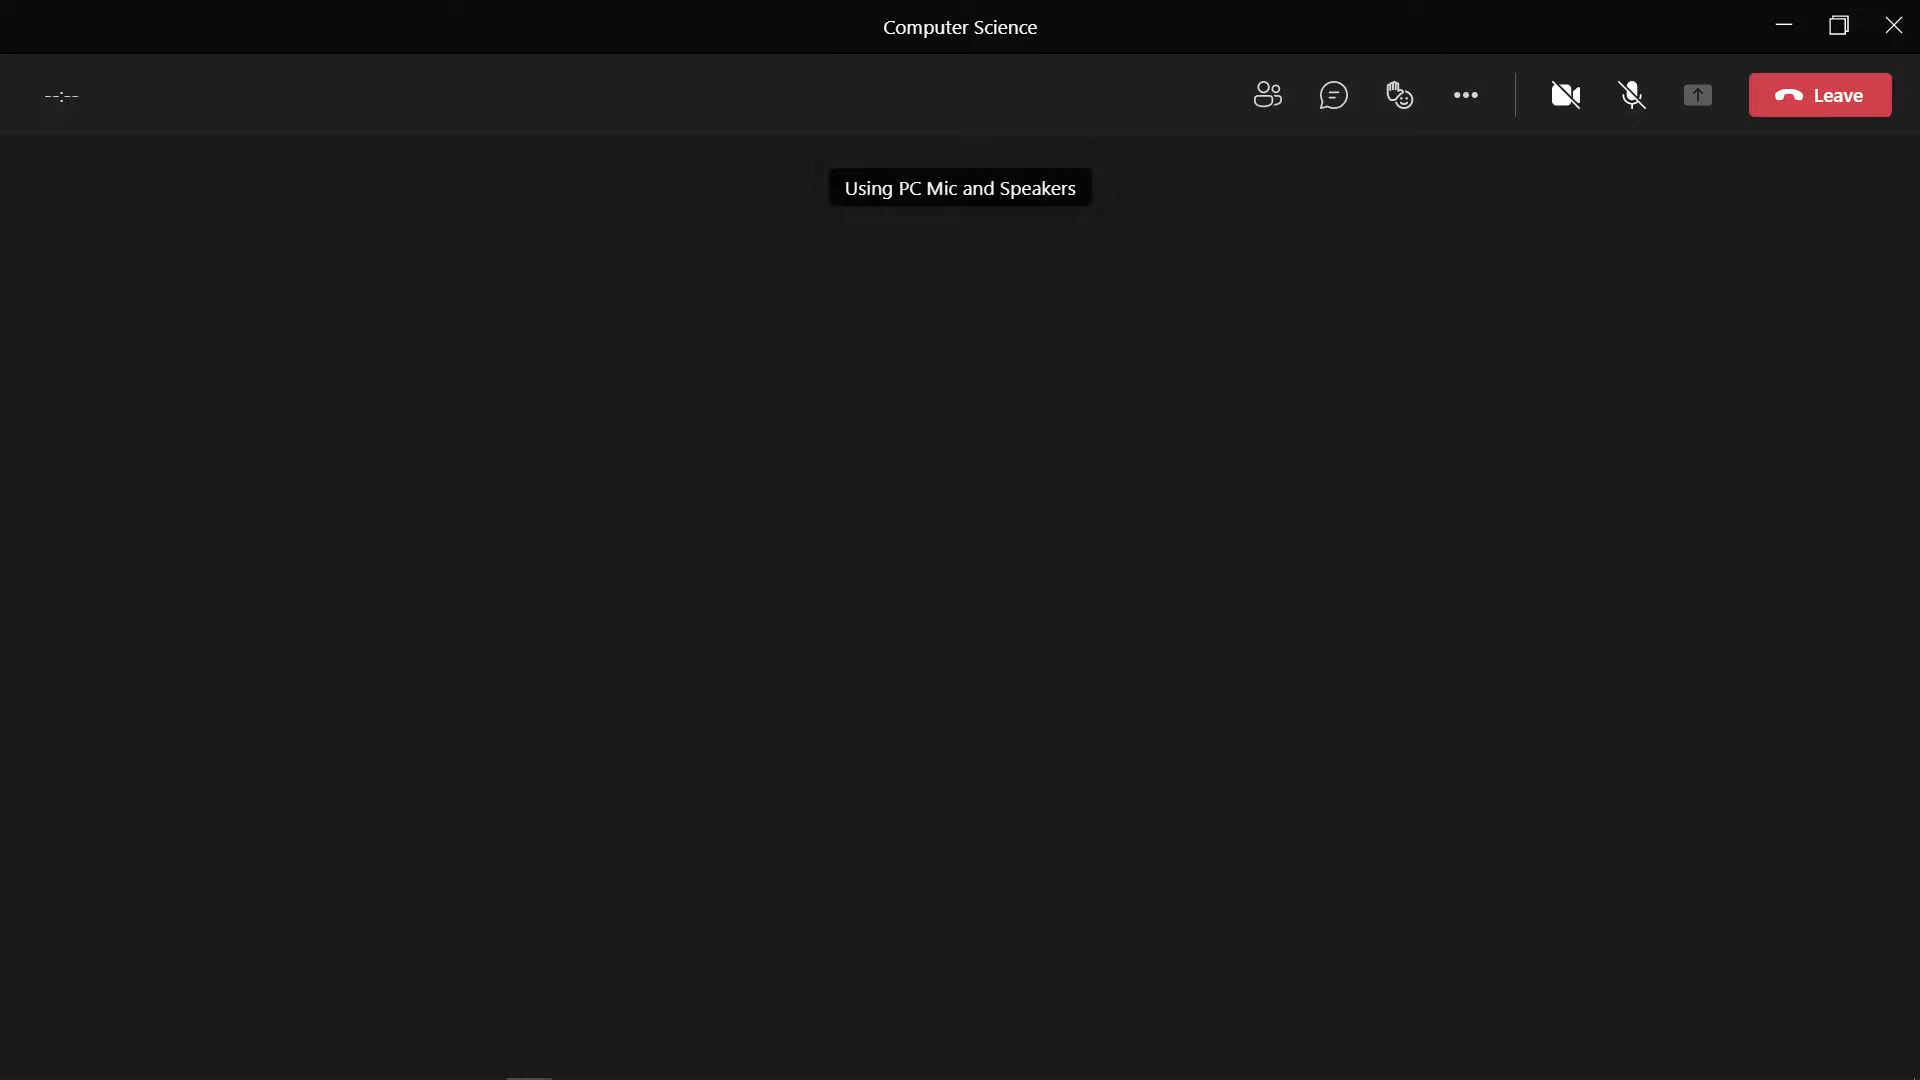 Computer Science
--:--
Leave
Using PC Mic and Speakers